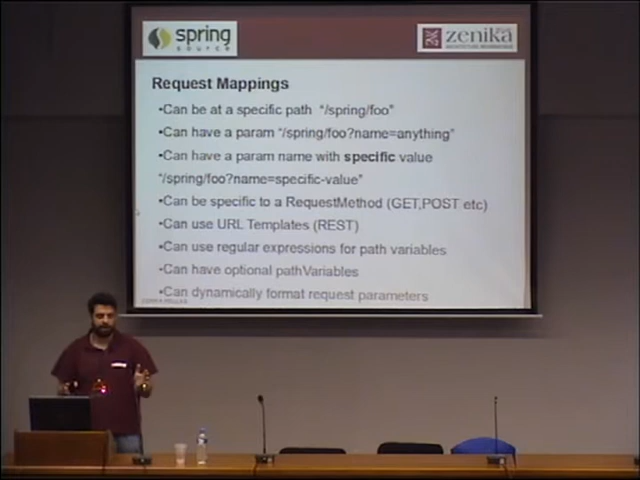 spring
source
zenika
Request Mappings
•Can be at a specific path "/spring/foo"
•Can have a param "/spring/foo?name=anything"
•Can have a param name with specific value
"/spring/foo?name=specific-value"
•Can be specific to a RequestMethod (GET,POST etc)
•Can use URL Templates (REST)
•Can use regular expressions for path variables
•Can have optional pathVariables
•Can dynamically format request parameters